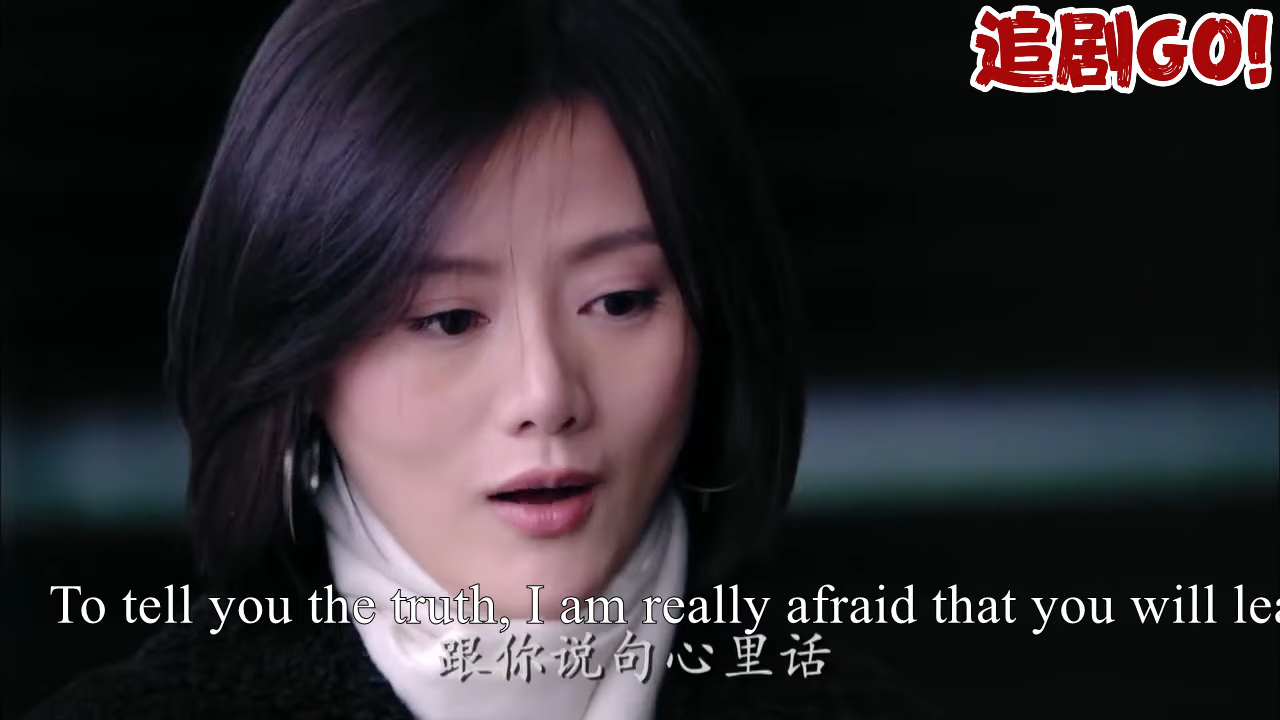 追剧GO!
To tell you the truth, I am really afraid that you will
跟你说句心里话